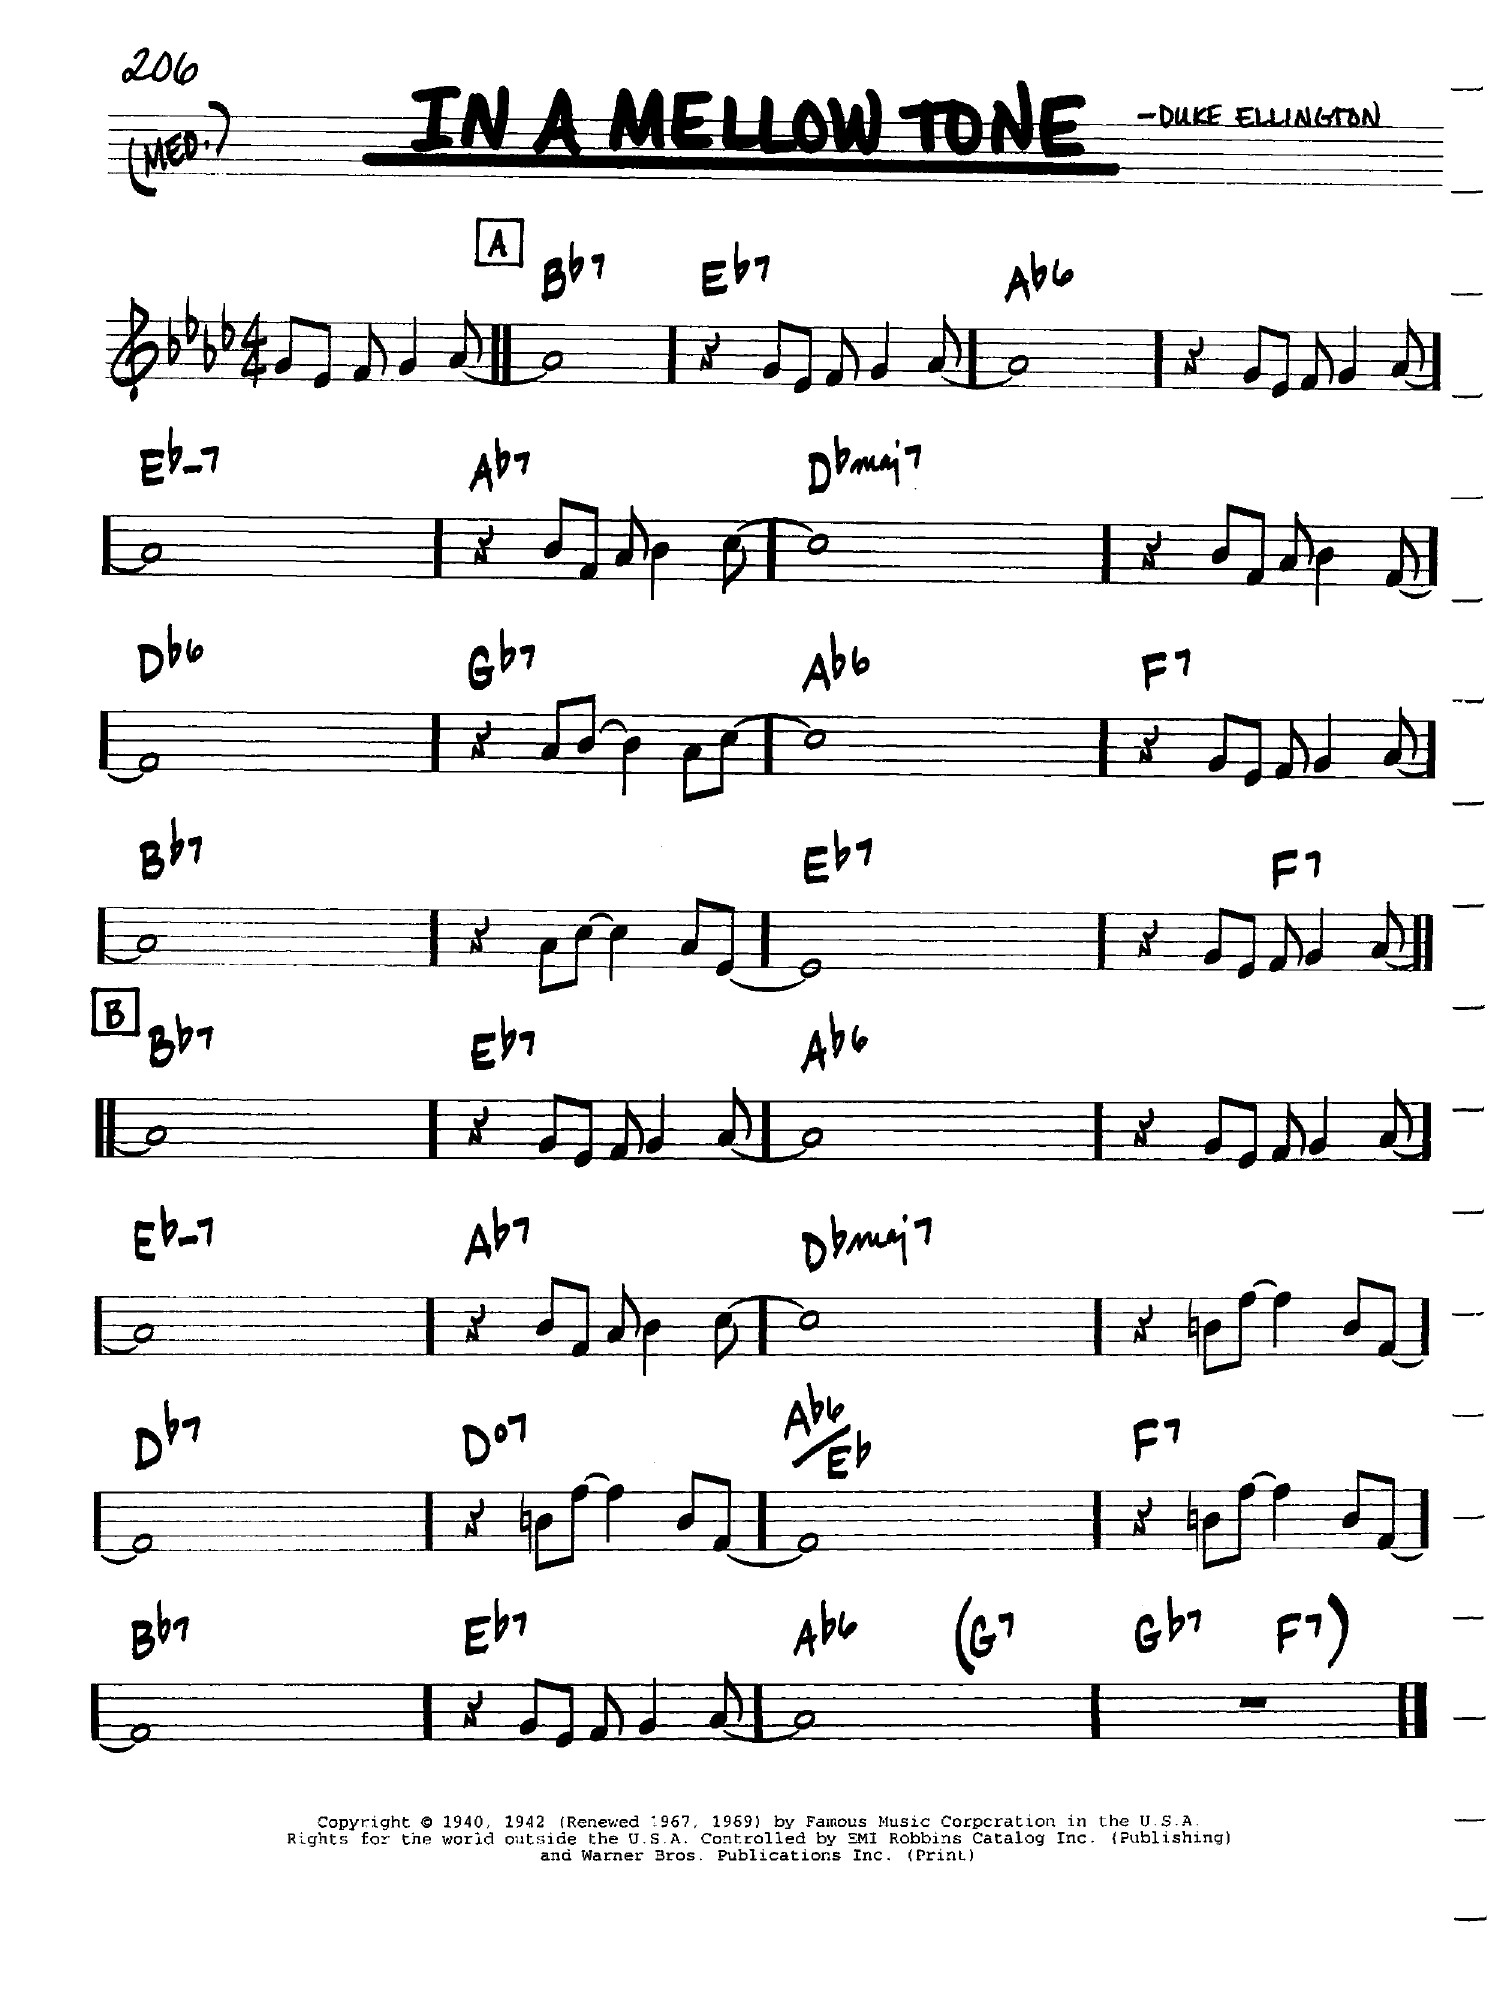 206
IN A MELLOW TONE
-DUKE ELLINGTON
(MED.)
A
Bb7 Eb7 Ab6
4
4
Eb-7 Ab7 Dbmaj7
Db6 Gb7 Ab6 F7
Bb7 Eb7 F7
B
Bb7 Eb7 Ab6
Eb-7 Ab7 Dbmaj7
Db7 Do7 Ab6/Eb F7
Bb7 Eb7 Ab6 (G7 Gb7 F7)
Copyright © 1940, 1942 (Renewed 1967, 1969) by Famous Music Corporation in the U.S.A.
Rights for the world outside the U.S.A. Controlled by EMI Robbins Catalog Inc. (Publishing)
and Warner Bros. Publications Inc. (Print)